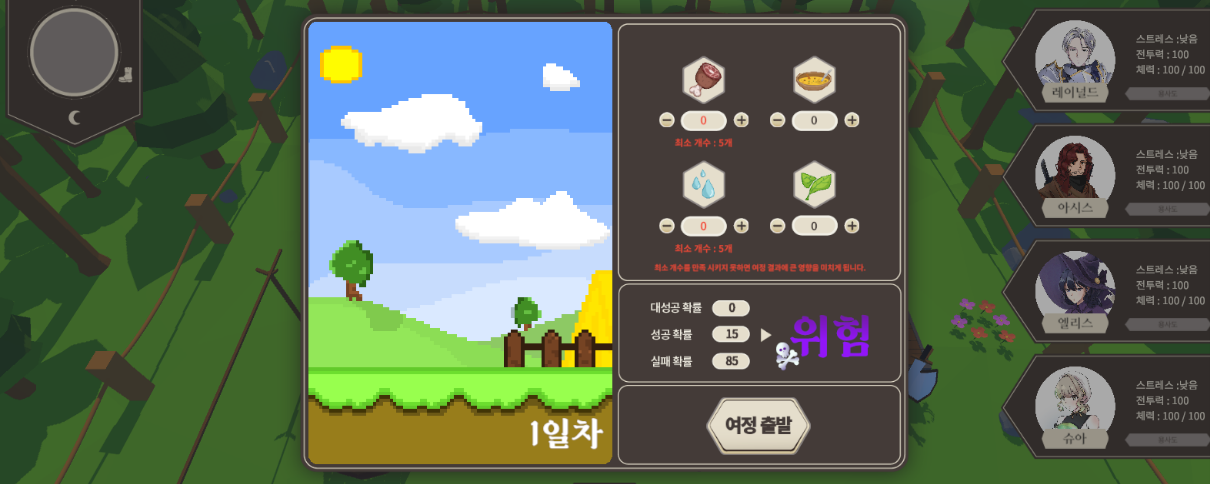 0
0
최소 개수 : 5개
0
0
최소 개수 : 5개
최소 개수를 만족 시키지 못하면 여정 결과에 큰 영향을 미치게 됩니다.
대성공 확률 0
성공 확률 15
실패 확률 85
위험
여정 출발
1일차
스트레스 :낮음
전투력 : 100
체력 : 100 / 100
레이널드
스트레스 :낮음
전투력 : 100
체력 : 100 / 100
아시스
스트레스 :낮음
전투력 : 100
체력 : 100 / 100
엘리스
스트레스 :낮음
전투력 : 100
체력 : 100 / 100
슈아